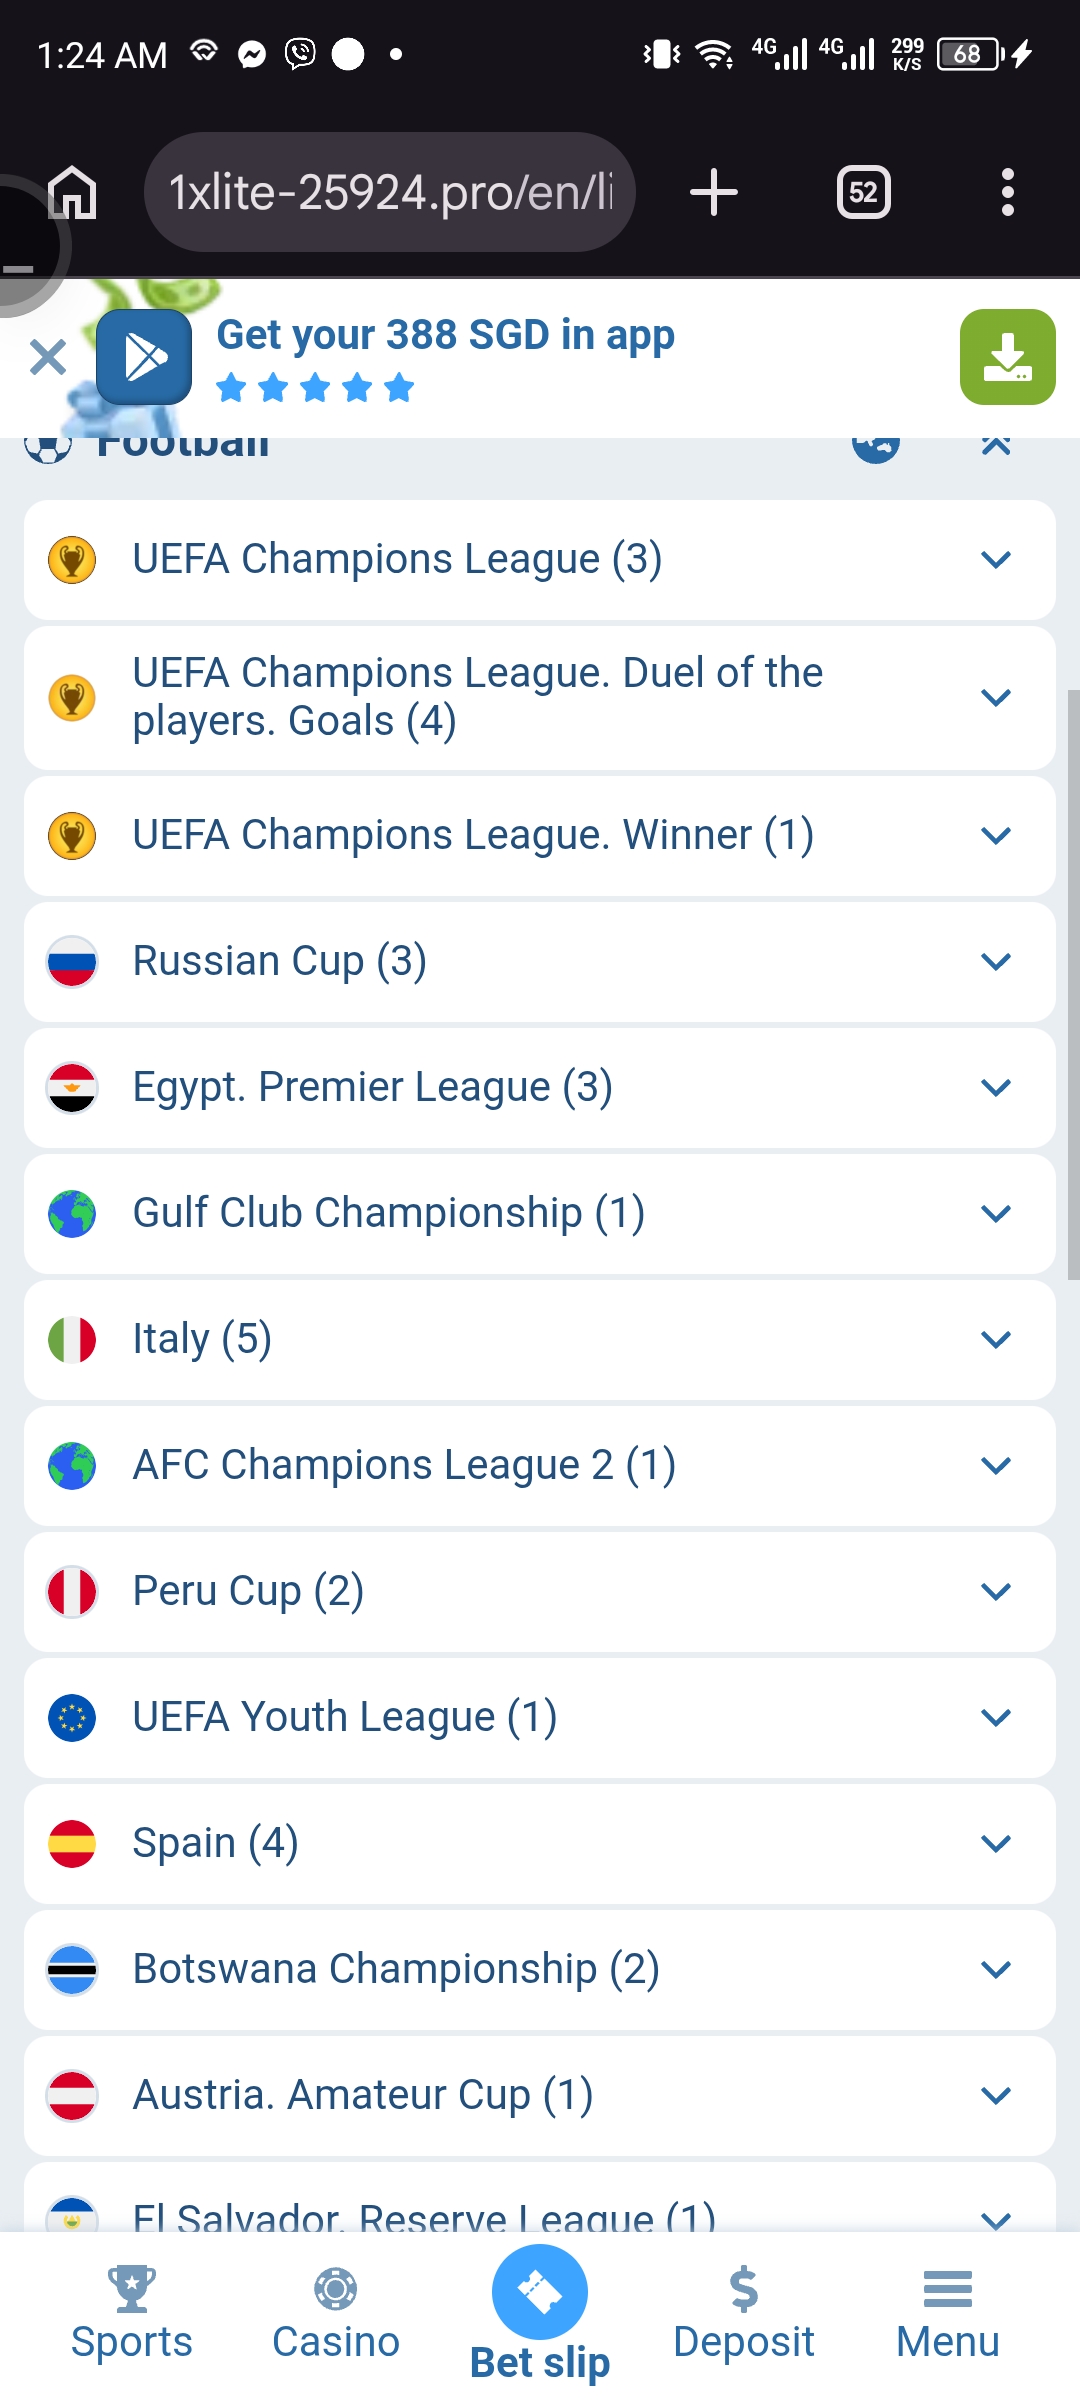 1:24 AM
4G 4G 299 K/S 68
1xlite-25924.pro/en/li
52
Get your 388 SGD in app
Football
UEFA Champions League (3)
UEFA Champions League. Duel of the
players. Goals (4)
UEFA Champions League. Winner (1)
Russian Cup (3)
Egypt. Premier League (3)
Gulf Club Championship (1)
Italy (5)
AFC Champions League 2 (1)
Peru Cup (2)
UEFA Youth League (1)
Spain (4)
Botswana Championship (2)
Austria. Amateur Cup (1)
El Salvador. Reserve League (1)
Sports
Casino
Bet slip
Deposit
Menu